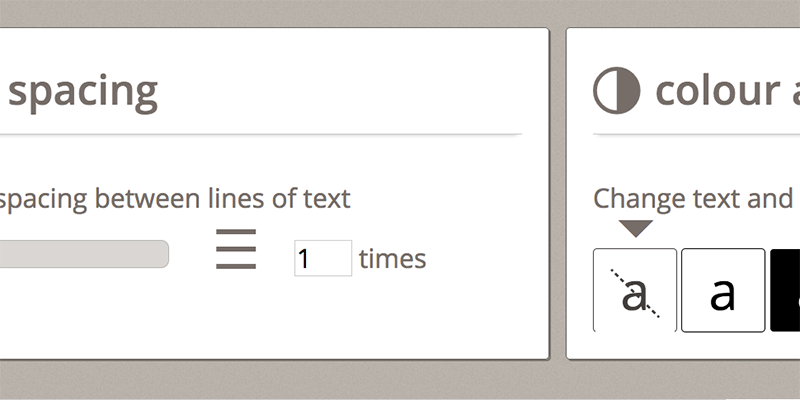 spacing
spacing between lines of text
1 times
colour
Change text and
a a